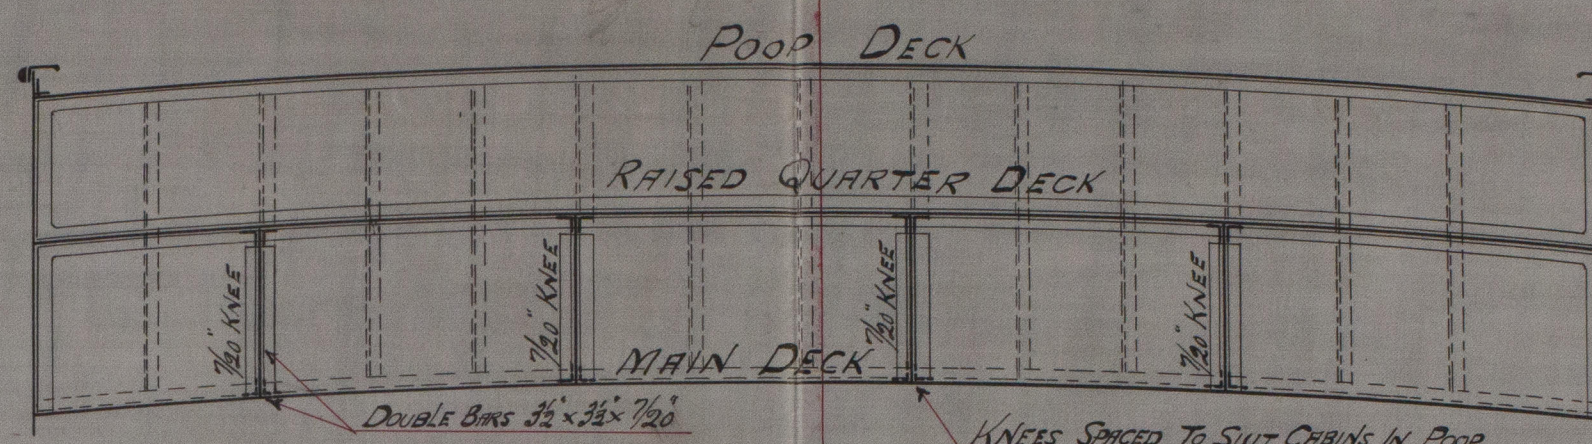 POOP DECK
RAISED QUARTER DECK
7/20" KNEE
7/20" KNEE
7/20" KNEE
7/20" KNEE
MAIN DECK
DOUBLE BARS 3½" x 3½" x 7/20"
KNEES SPACED TO SUIT CABINS IN POOP